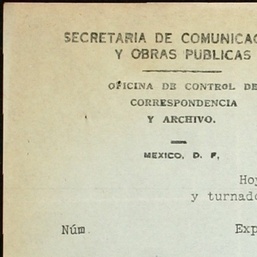 SECRETARIA DE COMUNICAC
Y OBRAS PUBLICAS
OFICINA DE CONTROL DE
CORRESPONDENCIA
Y ARCHIVO.
MEXICO, D. F.
Hoy
y turnado
Núm. Exp